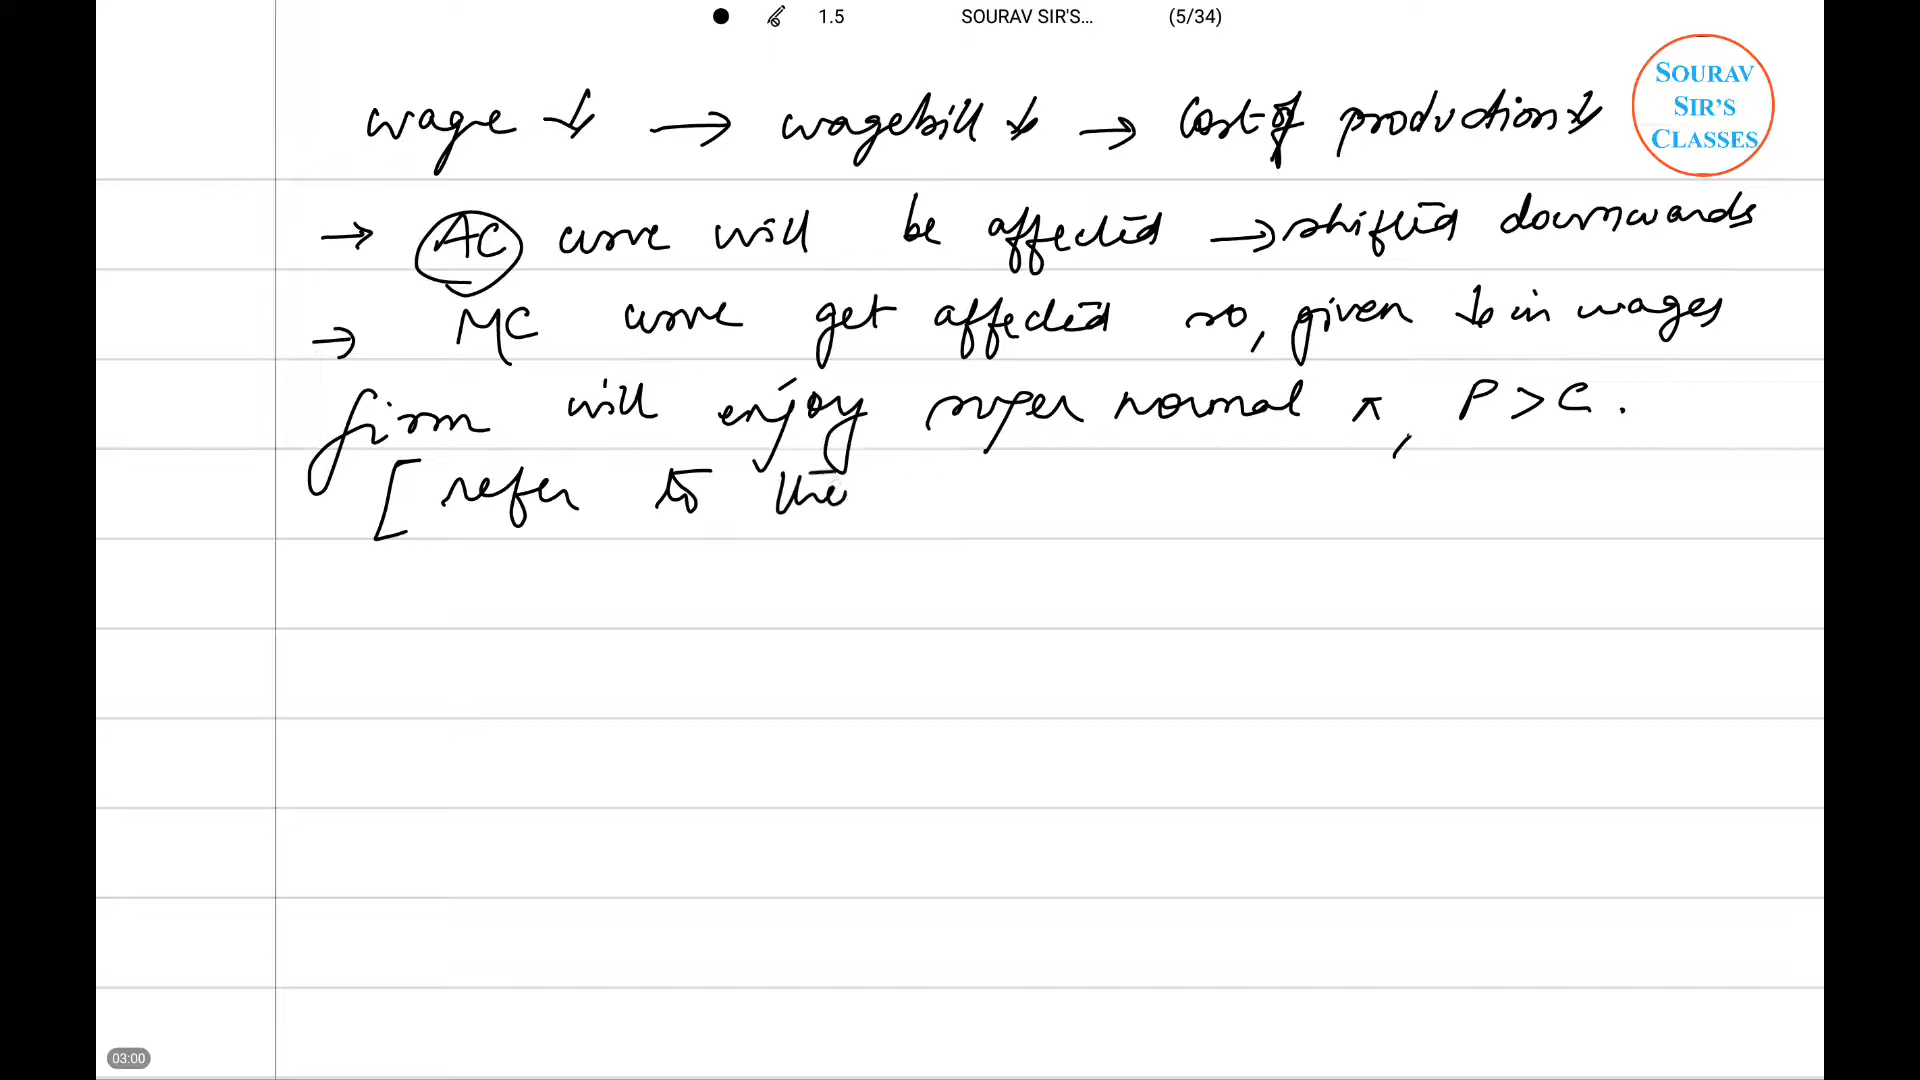 1.5 SOURAV SIR'S... (5/34)
SOURAV
SIR'S
CLASSES
wage ↓ → wagebill ↓ → Cost of production ↓
→ AC curve will be affected → shifted downwards
→ MC curve get affected so, given ↓ in wages
firm will enjoy super normal π, P > C.
[ refer to the
03:00